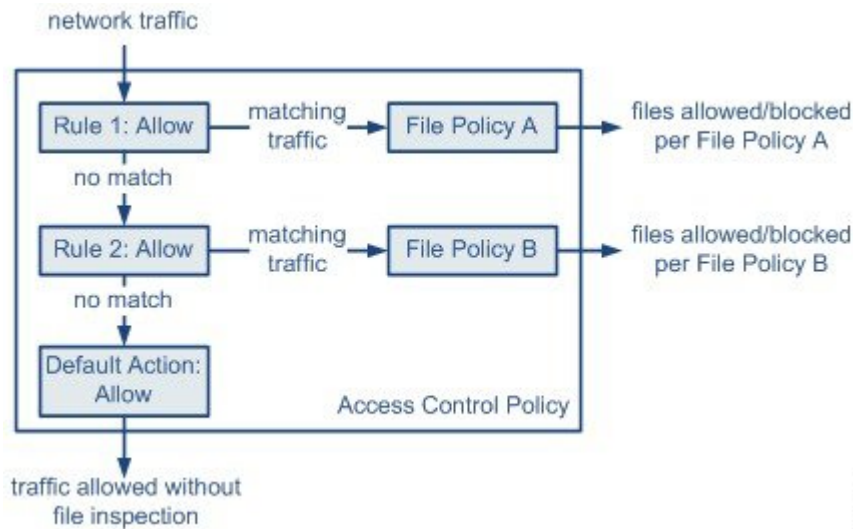 network traffic
Rule 1: Allow
matching
traffic
File Policy A
files allowed/blocked
per File Policy A
no match
Rule 2: Allow
matching
traffic
File Policy B
files allowed/blocked
per File Policy B
no match
Default Action:
Allow
Access Control Policy
traffic allowed without
file inspection